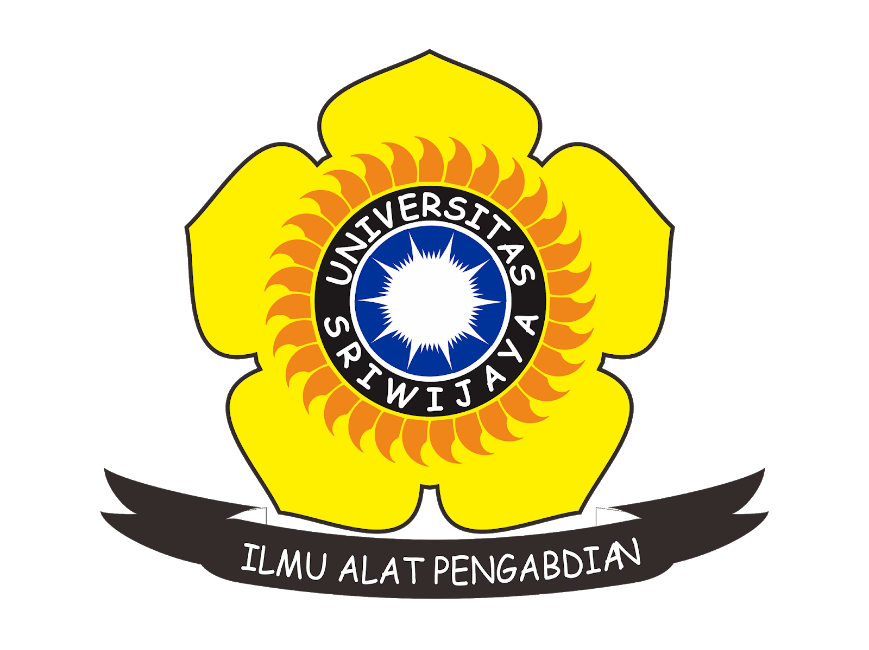 UNIVERSITAS
SRIWIJAYA
ILMU ALAT PENGABDIAN